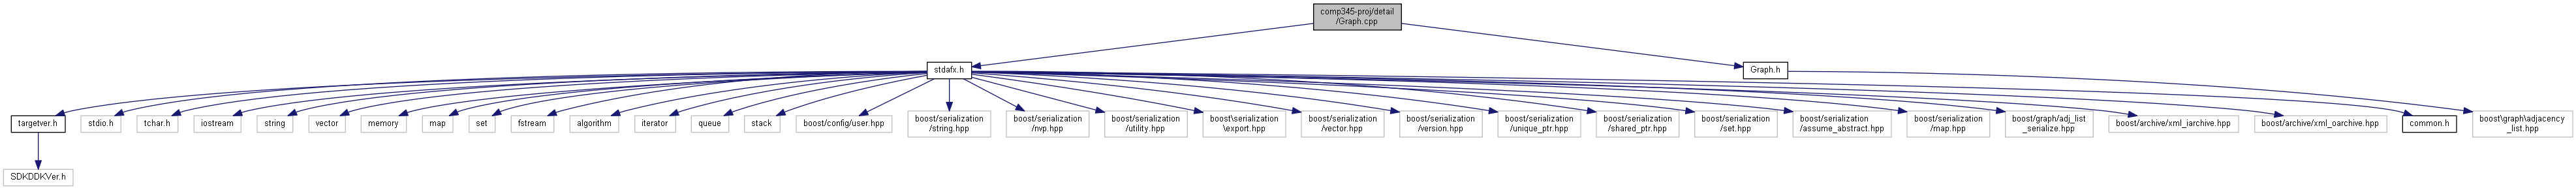 comp345-proj/detail
/Graph.cpp
stdafx.h
Graph.h
targetver.h
stdio.h
tchar.h
iostream
string
vector
memory
map
set
fstream
algorithm
iterator
queue
stack
boost/config/user.hpp
boost/serialization
/string.hpp
boost/serialization
/nvp.hpp
boost/serialization
/utility.hpp
boost\serialization
\export.hpp
boost/serialization
/vector.hpp
boost/serialization
/version.hpp
boost/serialization
/unique_ptr.hpp
boost/serialization
/shared_ptr.hpp
boost/serialization
/set.hpp
boost/serialization
/assume_abstract.hpp
boost/serialization
/map.hpp
boost/graph/adj_list
_serialize.hpp
boost/archive/xml_iarchive.hpp
boost/archive/xml_oarchive.hpp
common.h
boost\graph\adjacency
_list.hpp
SDKDDKVer.h